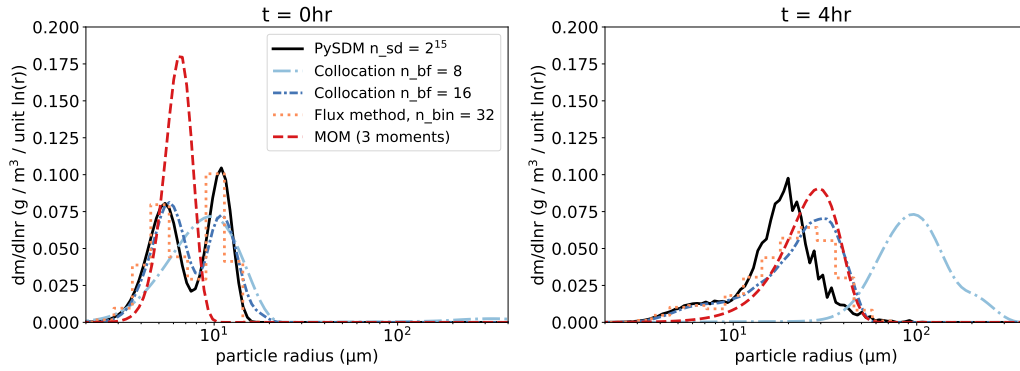 t = 0hr
dm/dlnr (g / m³ / unit ln(r))
0.200
0.175
0.150
0.125
0.100
0.075
0.050
0.025
0.000
PySDM n_sd = 2¹⁵
Collocation n_bf = 8
Collocation n_bf = 16
Flux method, n_bin = 32
MOM (3 moments)
10¹
10²
particle radius (μm)
t = 4hr
dm/dlnr (g / m³ / unit ln(r))
0.200
0.175
0.150
0.125
0.100
0.075
0.050
0.025
0.000
10¹
10²
particle radius (μm)